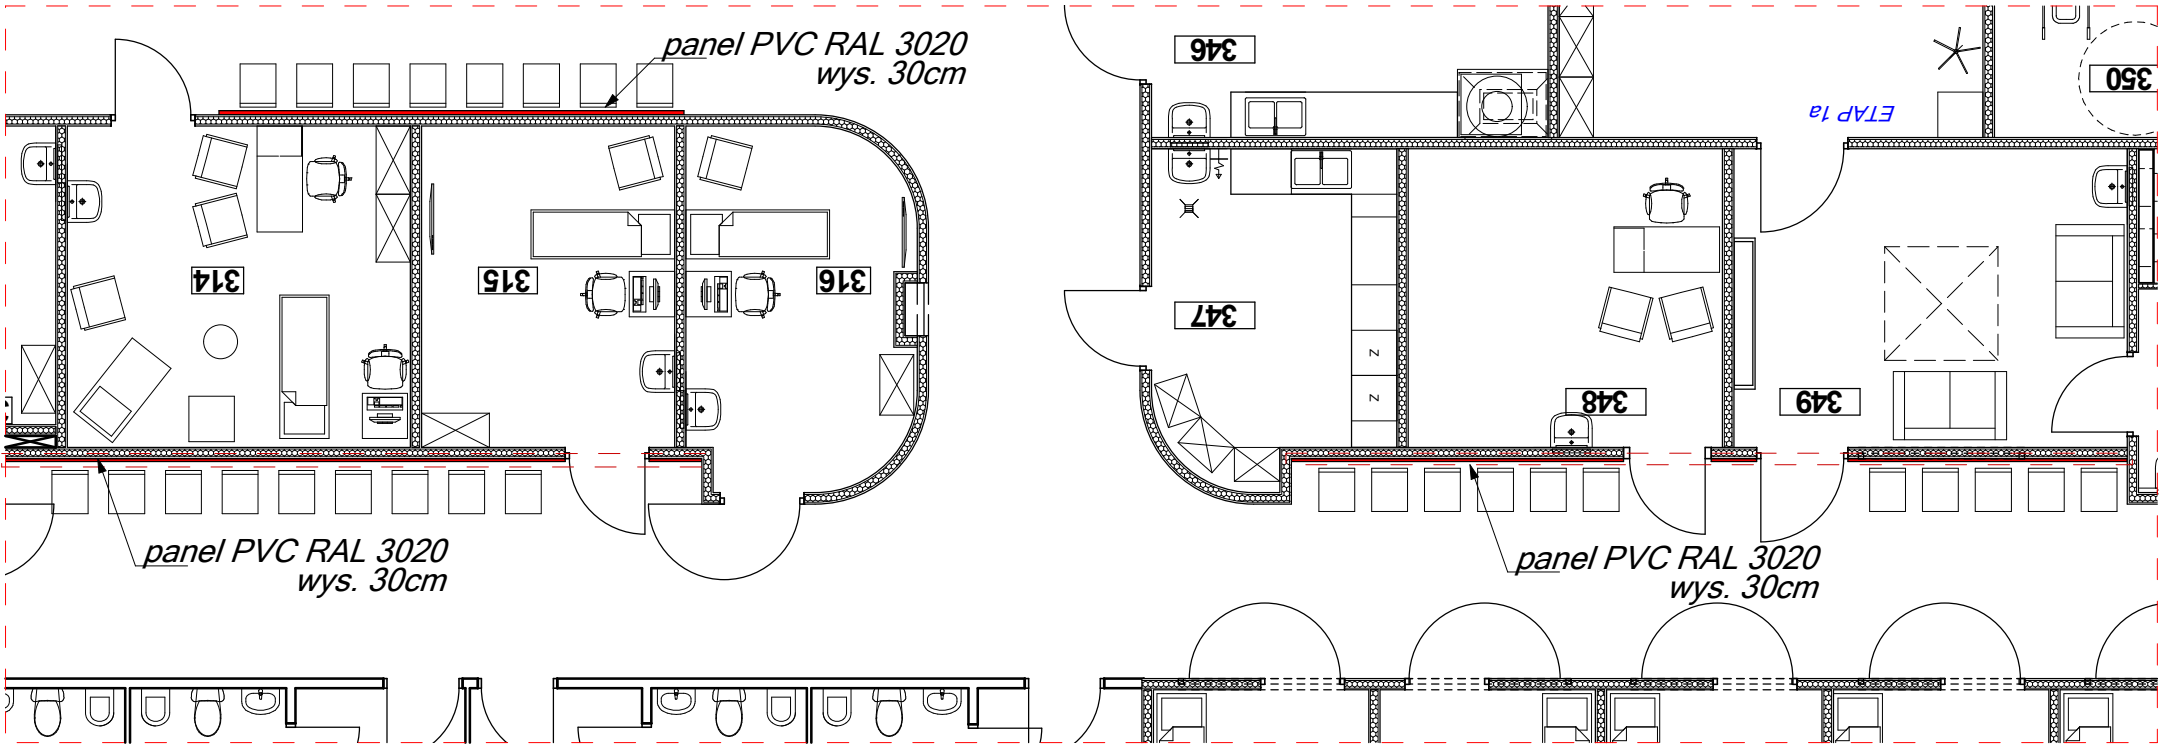 panel PVC RAL 3020
wys. 30cm
346
350
ETAP 1a
314
315
316
347
Z
Z
348
349
panel PVC RAL 3020
wys. 30cm
panel PVC RAL 3020
wys. 30cm